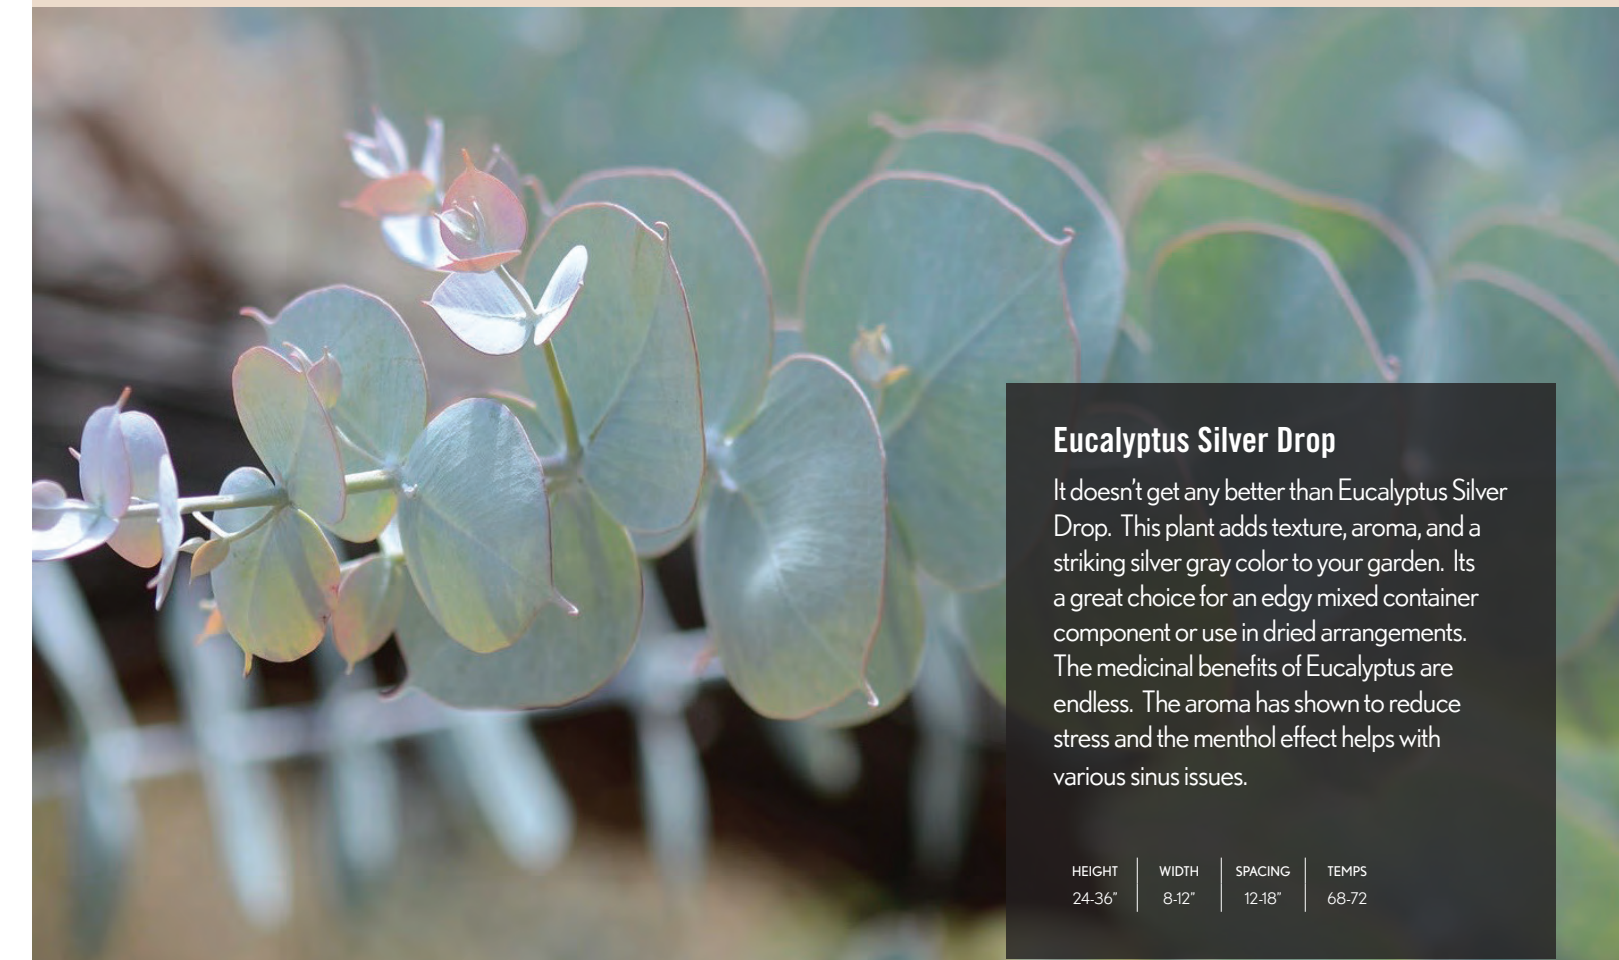 Eucalyptus Silver Drop
It doesn't get any better than Eucalyptus Silver
Drop.  This plant adds texture, aroma, and a
striking silver gray color to your garden.  Its
a great choice for an edgy mixed container
component or use in dried arrangements.
The medicinal benefits of Eucalyptus are
endless.  The aroma has shown to reduce
stress and the menthol effect helps with
various sinus issues.
HEIGHT WIDTH SPACING TEMPS
24-36" 8-12" 12-18" 68-72